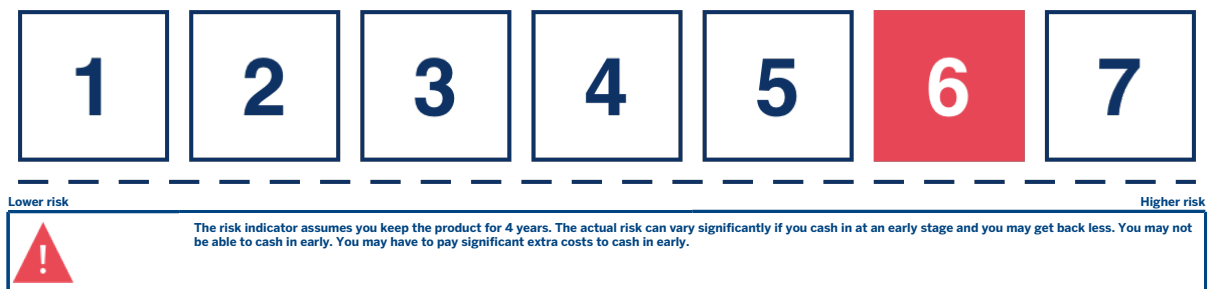 1 2 3 4 5 6 7
Lower risk Higher risk
!
The risk indicator assumes you keep the product for 4 years. The actual risk can vary significantly if you cash in at an early stage and you may get back less. You may not
be able to cash in early. You may have to pay significant extra costs to cash in early.